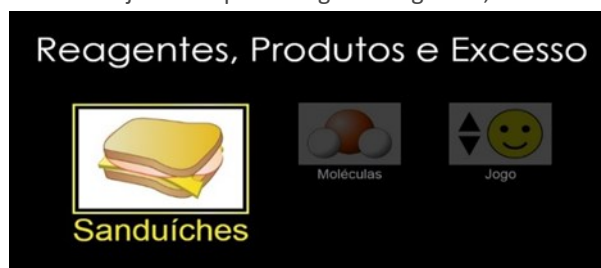 Reagentes, Produtos e Excesso
Sanduíches
Moléculas
Jogo